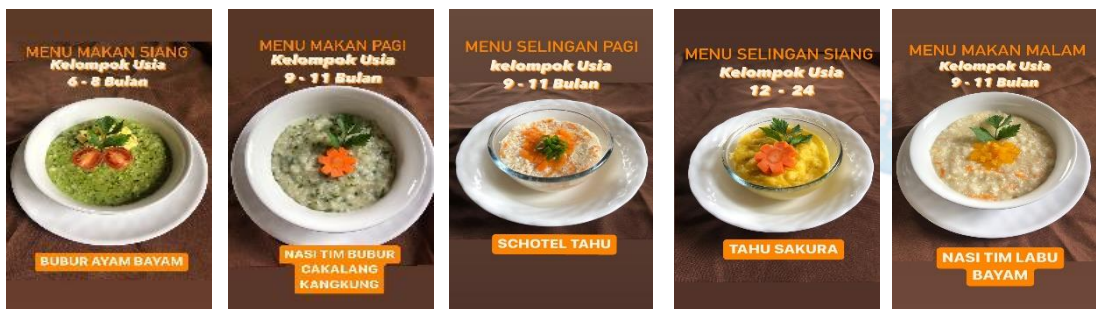 MENU MAKAN SIANG
Kelompok Usia
6 - 8 Bulan
BUBUR AYAM BAYAM
MENU MAKAN PAGI
Kelompok Usia
9 - 11 Bulan
NASI TIM BUBUR
CAKALANG
KANGKUNG
MENU SELINGAN PAGI
kelompok Usia
9 - 11 Bulan
SCHOTEL TAHU
MENU SELINGAN SIANG
Kelompok Usia
12 - 24
TAHU SAKURA
MENU MAKAN MALAM
Kelompok Usia
9 - 11 Bulan
NASI TIM LABU
BAYAM